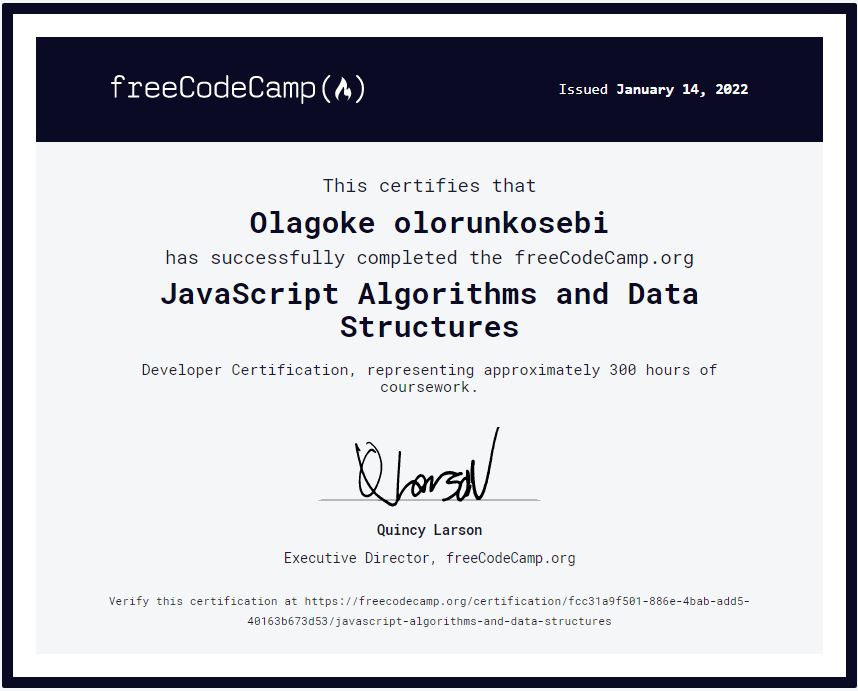 freeCodeCamp(🔥)
Issued January 14, 2022
This certifies that
Olagoke olorunkosebi
has successfully completed the freeCodeCamp.org
JavaScript Algorithms and Data
Structures
Developer Certification, representing approximately 300 hours of
coursework.
QLarson
Quincy Larson
Executive Director, freeCodeCamp.org
Verify this certification at https://freecodecamp.org/certification/fcc31a9f501-886e-4bab-add5-
40163b673d53/javascript-algorithms-and-data-structures